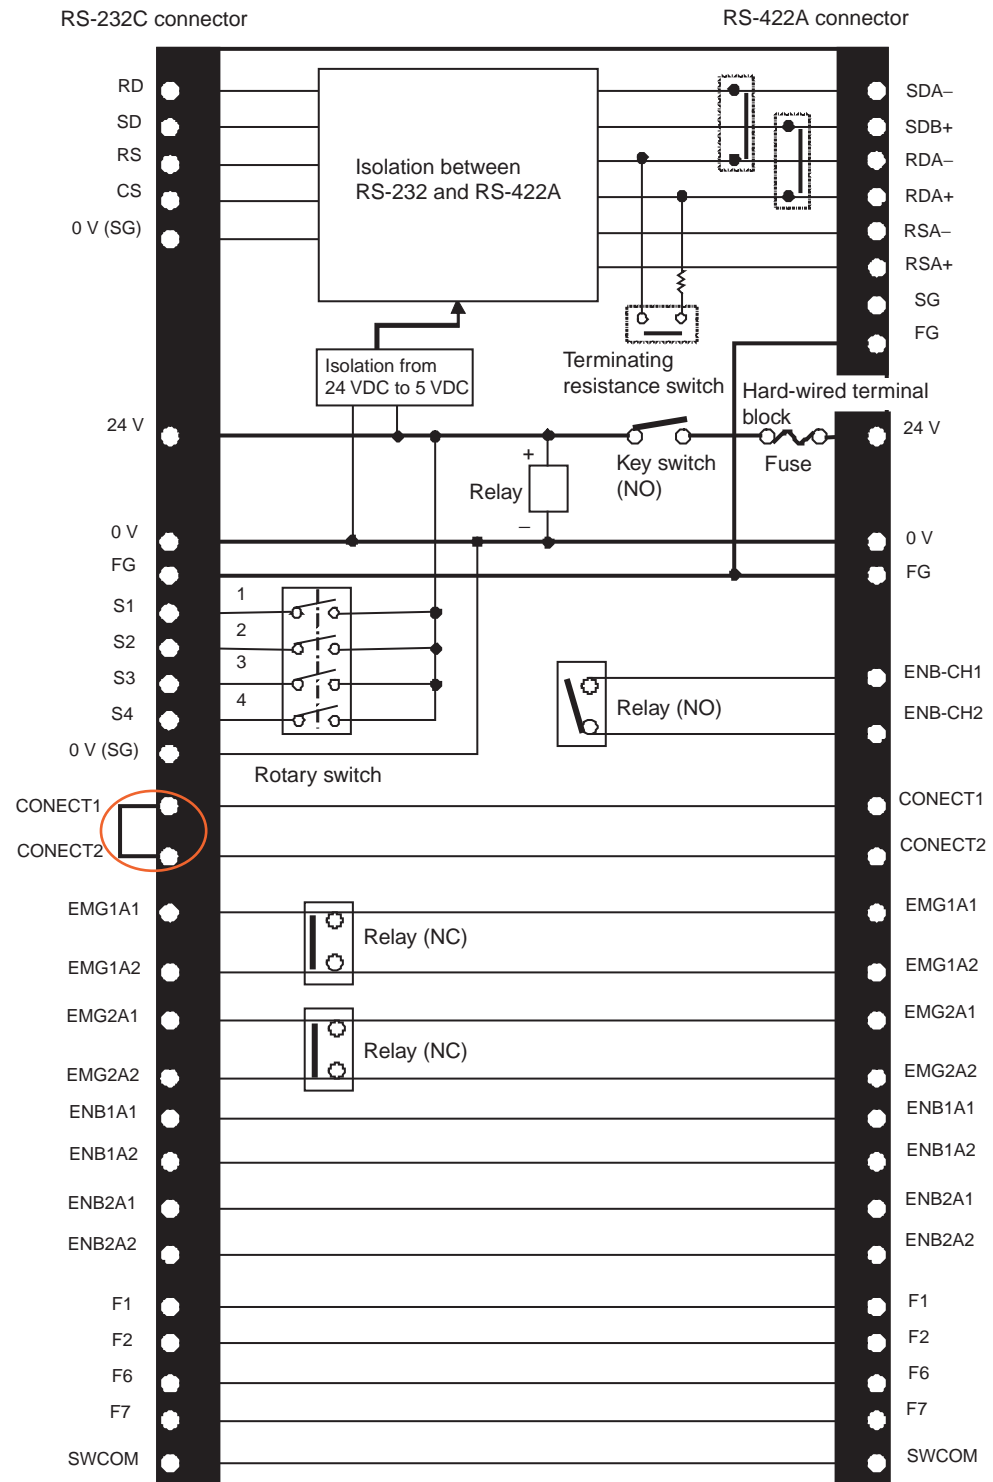 RS-232C connector
RS-422A connector
RD
SD
RS
CS
0 V (SG)
Isolation between
RS-232 and RS-422A
SDA−
SDB+
RDA−
RDA+
RSA−
RSA+
SG
FG
Isolation from
24 VDC to 5 VDC
Terminating
resistance switch
Hard-wired terminal
block
24 V
24 V
+
Relay
−
Key switch
(NO)
Fuse
0 V
0 V
FG
FG
S1
1
S2
2
S3
3
S4
4
0 V (SG)
Rotary switch
Relay (NO)
ENB-CH1
ENB-CH2
CONECT1
CONECT1
CONECT2
CONECT2
EMG1A1
EMG1A1
Relay (NC)
EMG1A2
EMG1A2
EMG2A1
EMG2A1
Relay (NC)
EMG2A2
EMG2A2
ENB1A1
ENB1A1
ENB1A2
ENB1A2
ENB2A1
ENB2A1
ENB2A2
ENB2A2
F1
F1
F2
F2
F6
F6
F7
F7
SWCOM
SWCOM